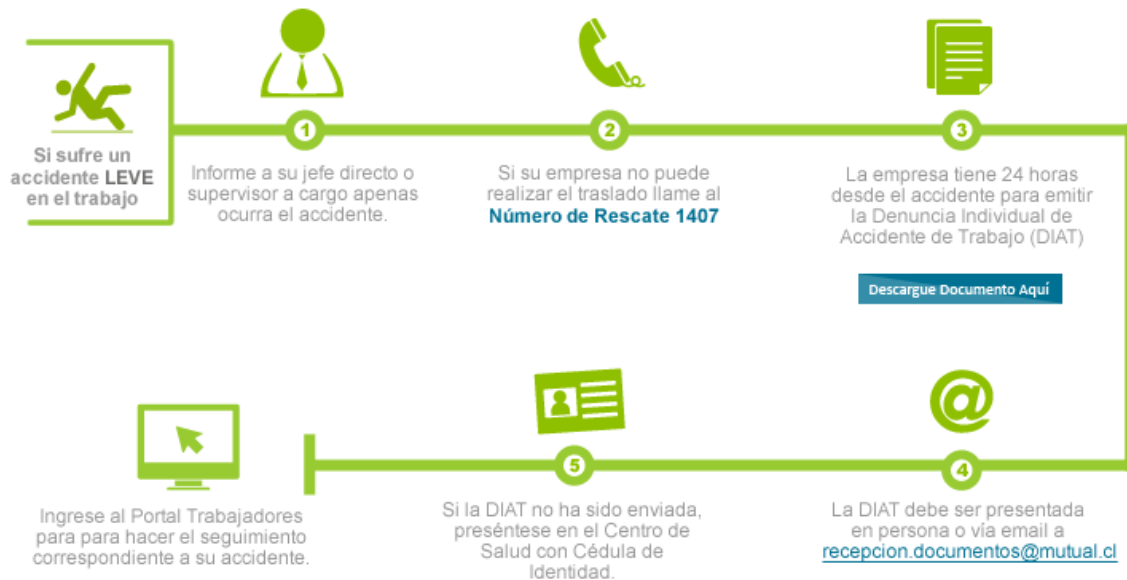 Si sufre un
accidente LEVE
en el trabajo
1
Informe a su jefe directo o
supervisor a cargo apenas
ocurra el accidente.
2
Si su empresa no puede
realizar el traslado llame al
Número de Rescate 1407
3
La empresa tiene 24 horas
desde el accidente para emitir
la Denuncia Individual de
Accidente de Trabajo (DIAT)
Descargue Documento Aquí
@
4
La DIAT debe ser presentada
en persona o vía email a
recepcion.documentos@mutual.cl
5
Si la DIAT no ha sido enviada,
preséntese en el Centro de
Salud con Cédula de
Identidad.
Ingrese al Portal Trabajadores
para para hacer el seguimiento
correspondiente a su accidente.